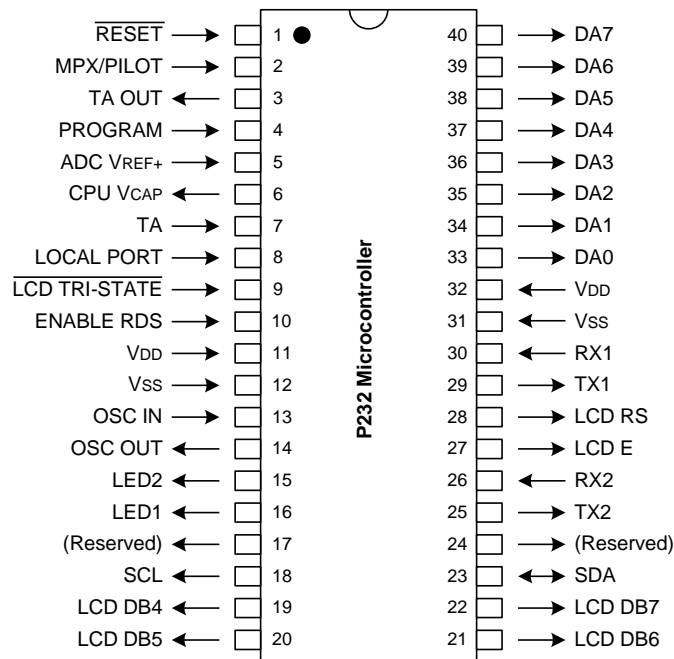 RESET 1 40 DA7
MPX/PILOT 2 39 DA6
TA OUT 3 38 DA5
PROGRAM 4 37 DA4
ADC VREF+ 5 36 DA3
CPU VCAP 6 35 DA2
TA 7 34 DA1
LOCAL PORT 8 33 DA0
LCD TRI-STATE 9 32 VDD
ENABLE RDS 10 31 VSS
VDD 11 30 RX1
VSS 12 29 TX1
OSC IN 13 28 LCD RS
OSC OUT 14 27 LCD E
LED2 15 26 RX2
LED1 16 25 TX2
(Reserved) 17 24 (Reserved)
SCL 18 23 SDA
LCD DB4 19 22 LCD DB7
LCD DB5 20 21 LCD DB6
P232 Microcontroller